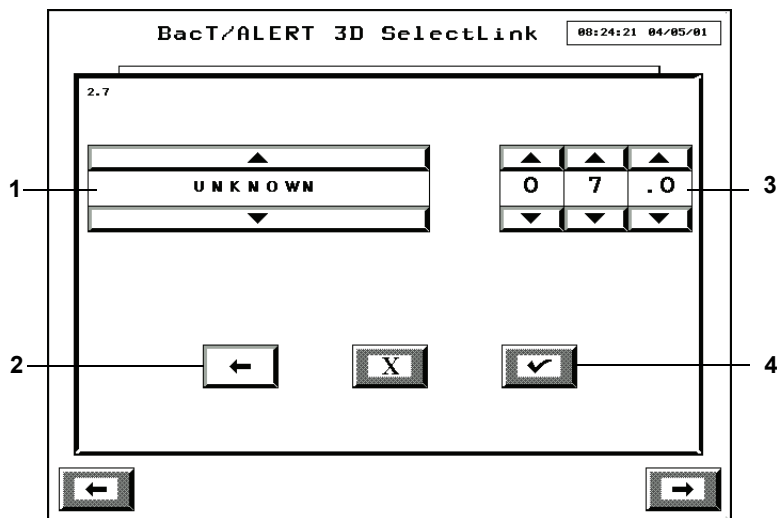 BacT/ALERT 3D SelectLink
08:24:21 04/05/01
2.7
1
UNKNOWN
0 7 .0
3
2
X
4